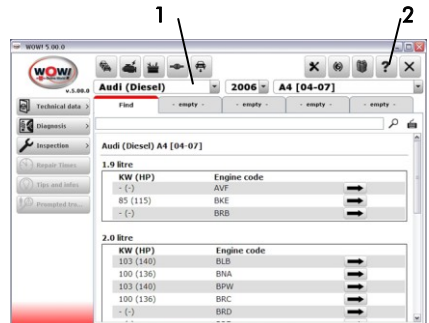 1 2
WOW! 5.00.0
WOW!
v.5.00.0
Audi (Diesel) 2006 A4 [04-07]
Technical data
Diagnosis
Inspection
Repair Times
Tips and infos
Prompted tro...
Find - empty - - empty - - empty - - empty -
Audi (Diesel) A4 [04-07]
1.9 litre
KW (HP) Engine code
- (-) AVF
85 (115) BKE
- (-) BRB
2.0 litre
KW (HP) Engine code
103 (140) BLB
100 (136) BNA
103 (140) BPW
100 (136) BRC
- (-) BRD